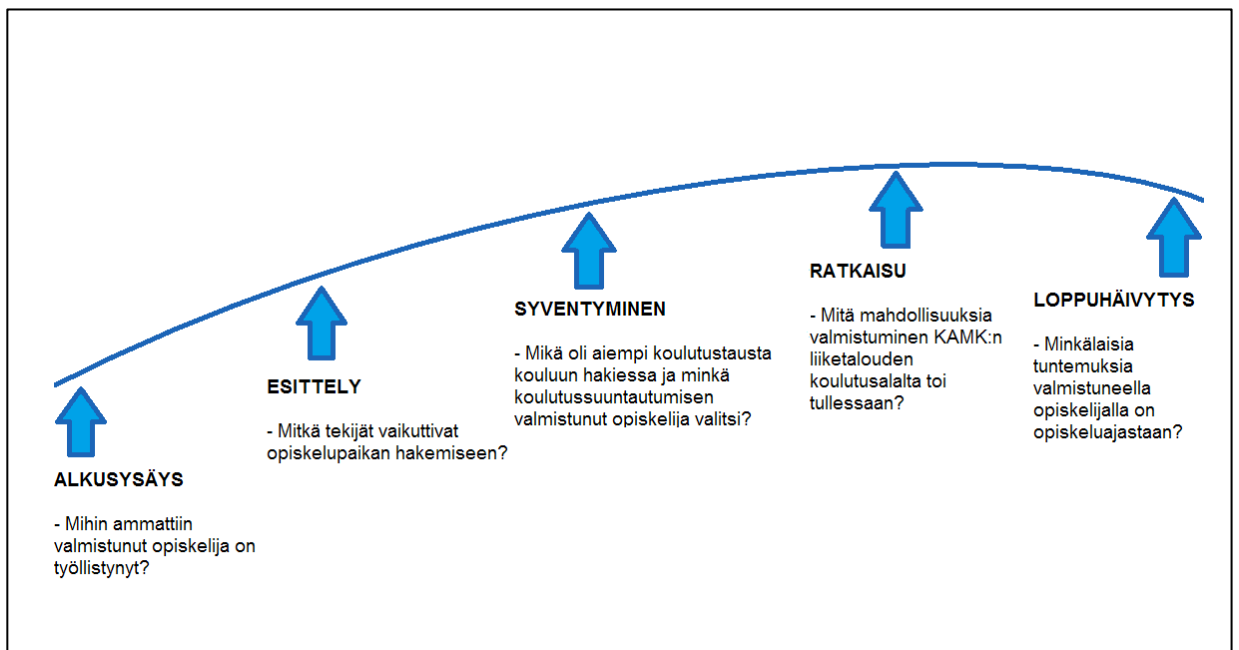 ALKUSYSÄYS
- Mihin ammattiin
valmistunut opiskelija on
työllistynyt?
ESITTELY
- Mitkä tekijät vaikuttivat
opiskelupaikan hakemiseen?
SYVENTYMINEN
- Mikä oli aiempi koulutustausta
kouluun hakiessa ja minkä
koulutussuuntautumisen
valmistunut opiskelija valitsi?
RATKAISU
- Mitä mahdollisuuksia
valmistuminen KAMK:n
liiketalouden
koulutusalalta toi
tullessaan?
LOPPUHÄIVYTYS
- Minkälaisia
tuntemuksia
valmistuneella
opiskelijalla on
opiskeluajastaan?